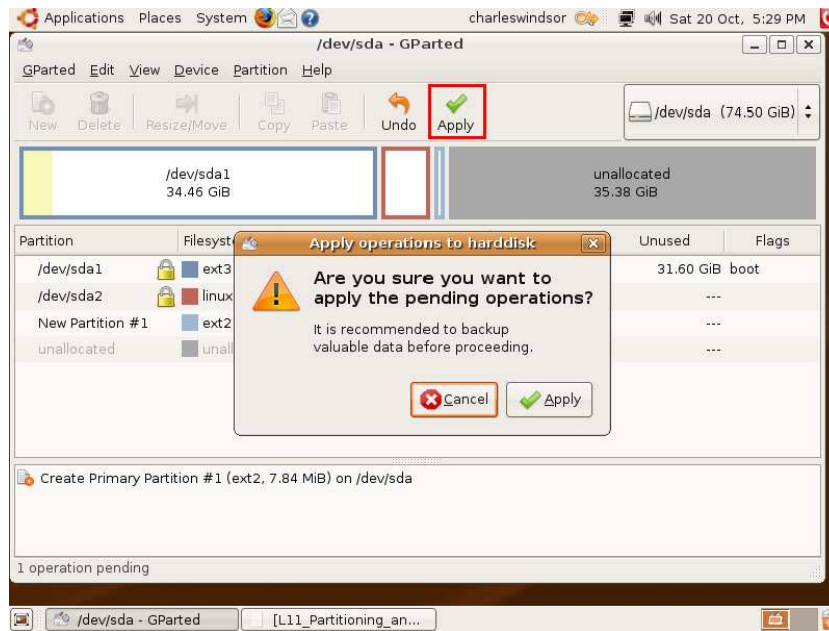 Applications Places System charleswindsor Sat 20 Oct, 5:29 PM
/dev/sda - GParted
GParted Edit View Device Partition Help
New Delete Resize/Move Copy Paste Undo Apply /dev/sda (74.50 GiB)
/dev/sda1
34.46 GiB
unallocated
35.38 GiB
Partition Filesyst Unused Flags
/dev/sda1 ext3 31.60 GiB boot
/dev/sda2 linux ---
New Partition #1 ext2 ---
unallocated unall ---
Apply operations to harddisk
Are you sure you want to
apply the pending operations?
It is recommended to backup
valuable data before proceeding.
Cancel Apply
Create Primary Partition #1 (ext2, 7.84 MiB) on /dev/sda
1 operation pending
/dev/sda - GParted [L11_Partitioning_an...